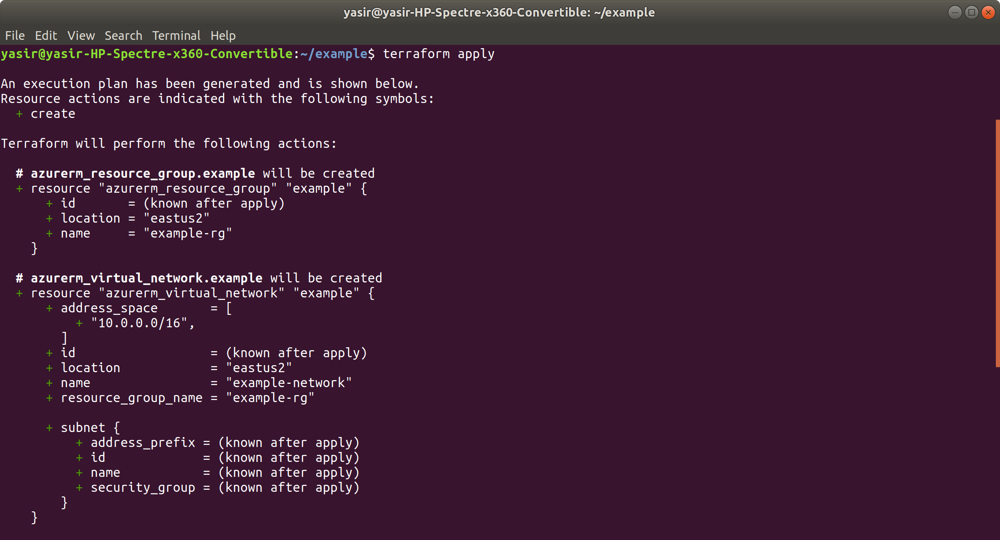 yasir@yasir-HP-Spectre-x360-Convertible: ~/example
File Edit View Search Terminal Help
yasir@yasir-HP-Spectre-x360-Convertible:~/example$ terraform apply

An execution plan has been generated and is shown below.
Resource actions are indicated with the following symbols:
  + create

Terraform will perform the following actions:

  # azurerm_resource_group.example will be created
  + resource "azurerm_resource_group" "example" {
      + id       = (known after apply)
      + location = "eastus2"
      + name     = "example-rg"
    }

  # azurerm_virtual_network.example will be created
  + resource "azurerm_virtual_network" "example" {
      + address_space       = [
          + "10.0.0.0/16",
        ]
      + id                  = (known after apply)
      + location            = "eastus2"
      + name                = "example-network"
      + resource_group_name = "example-rg"

      + subnet {
          + address_prefix = (known after apply)
          + id             = (known after apply)
          + name           = (known after apply)
          + security_group = (known after apply)
        }
    }